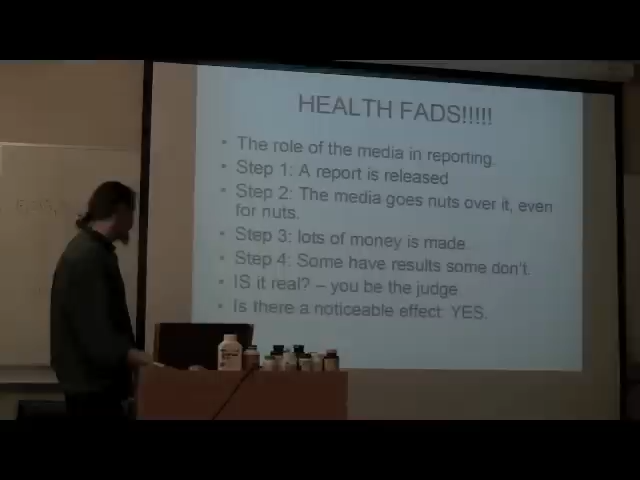 HEALTH FADS!!!!!
• The role of the media in reporting.
• Step 1: A report is released
• Step 2: The media goes nuts over it, even
for nuts.
• Step 3: lots of money is made
• Step 4: Some have results some don't.
• IS it real? – you be the judge
• Is there a noticeable effect: YES.